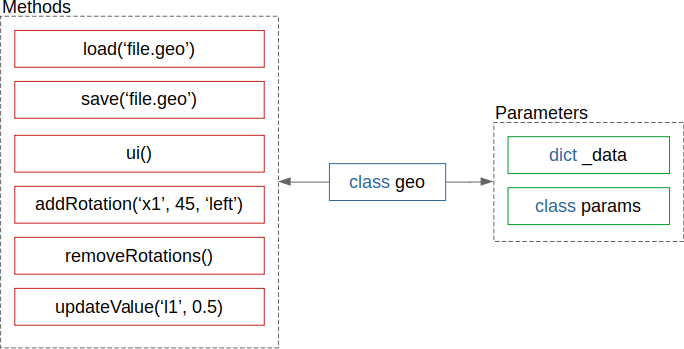 Methods
load(‘file.geo’)
save(‘file.geo’)
ui()
addRotation(‘x1’, 45, ‘left’)
removeRotations()
updateValue(‘l1’, 0.5)
class geo
Parameters
dict _data
class params